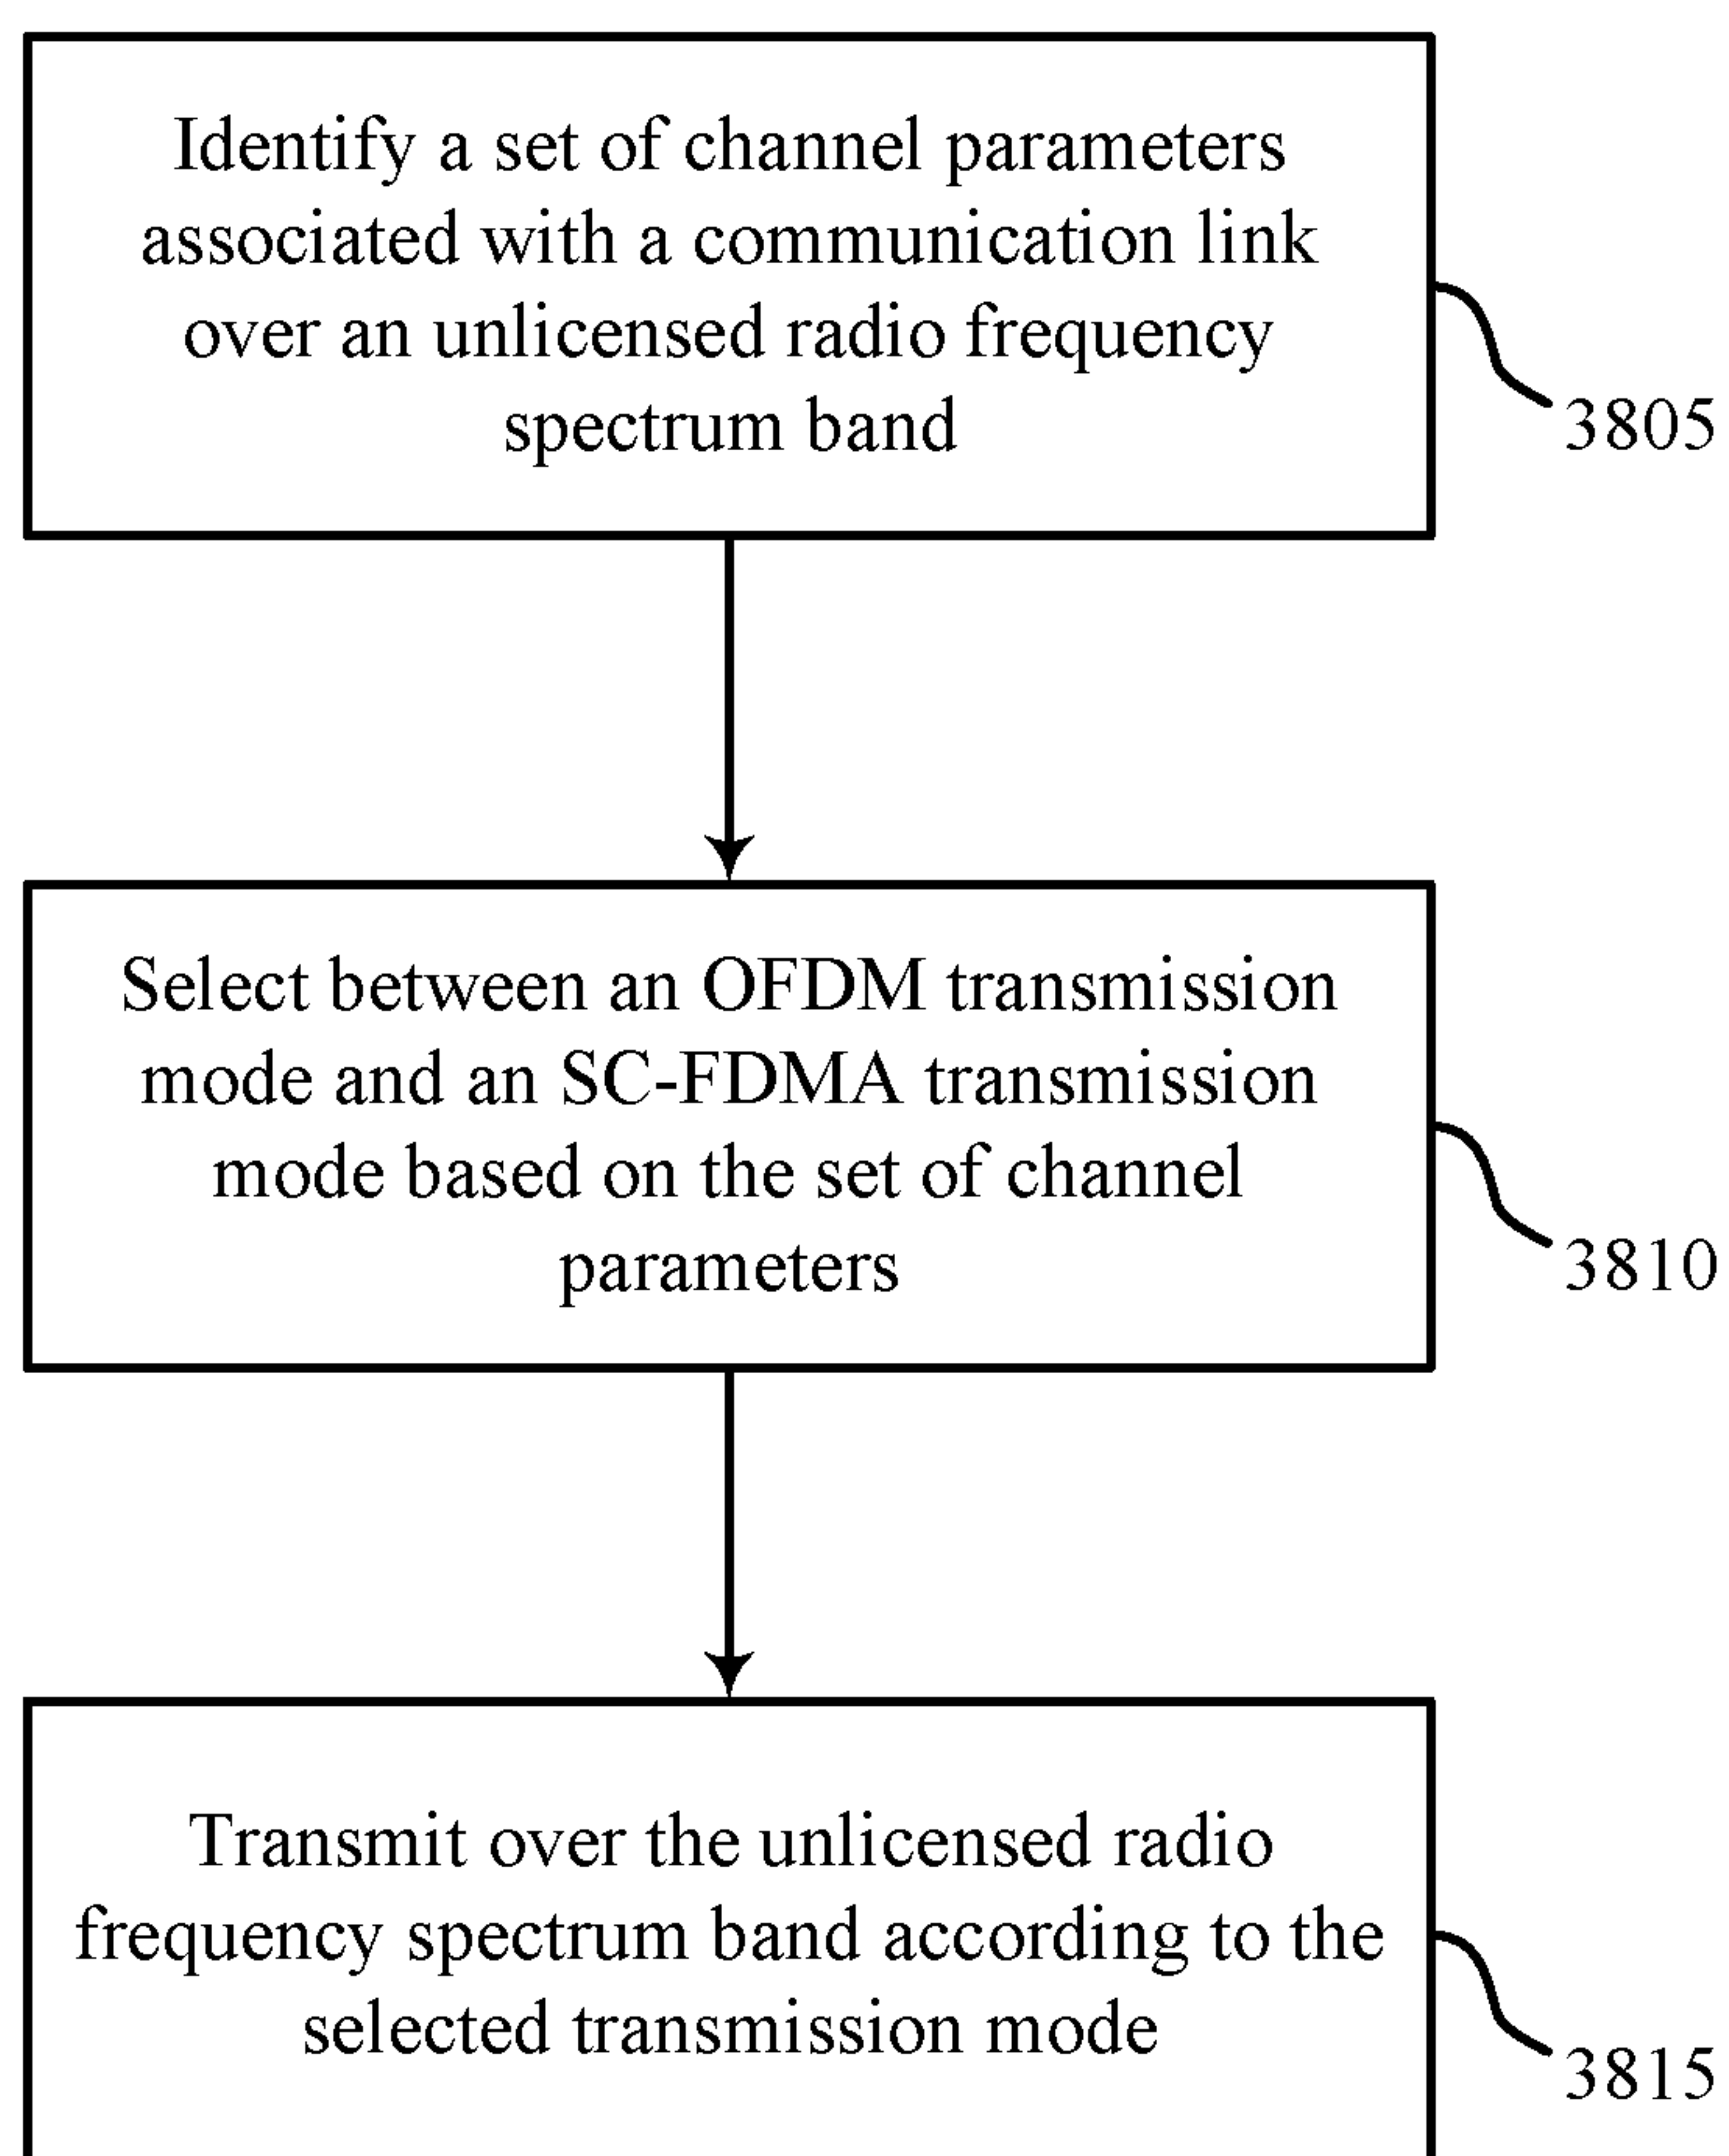 Identify a set of channel parameters
associated with a communication link
over an unlicensed radio frequency
spectrum band
3805
Select between an OFDM transmission
mode and an SC-FDMA transmission
mode based on the set of channel
parameters
3810
Transmit over the unlicensed radio
frequency spectrum band according to the
selected transmission mode
3815